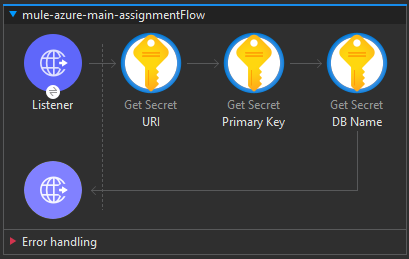 mule-azure-main-assignmentFlow
Listener
Get Secret
URI
Get Secret
Primary Key
Get Secret
DB Name
Error handling